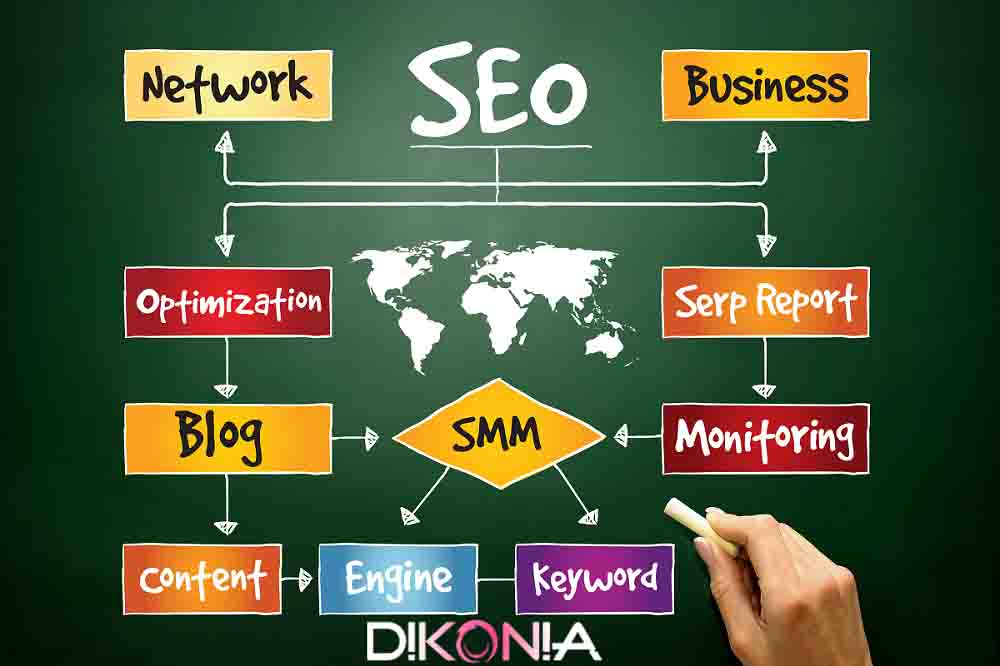 Network
SEO
Business
Optimization
Serp Report
Blog
SMM
Monitoring
Content
Engine
Keyword
DIKONIA